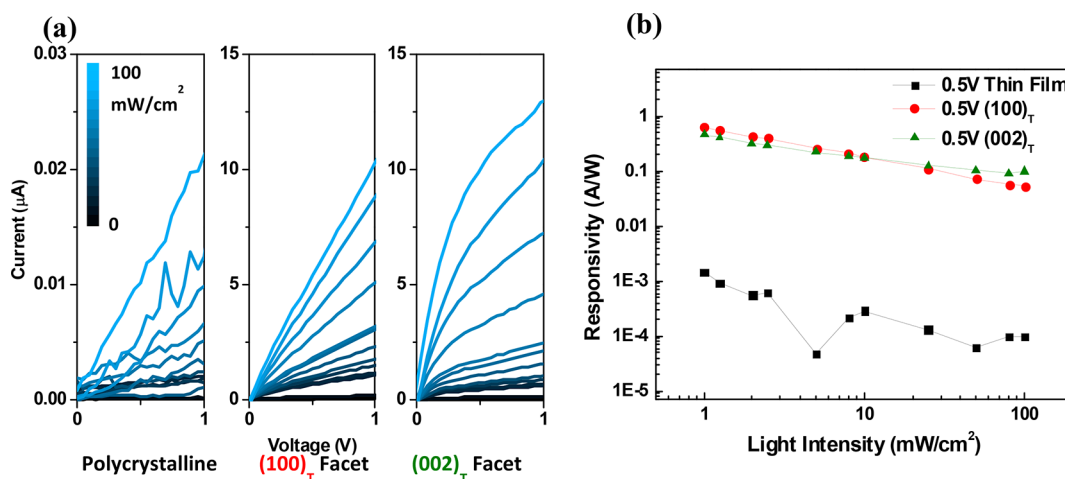 (a)
0.03
0.02
0.01
0.00
Current (μA)
100
mW/cm²
0
0
1
15
10
5
0
0
1
15
10
5
0
0
1
Voltage (V)
Polycrystalline
(100)T Facet
(002)T Facet
(b)
0.5V Thin Film
0.5V (100)T
0.5V (002)T
1
0.1
0.01
1E-3
1E-4
1E-5
Responsivity (A/W)
1
10
100
Light Intensity (mW/cm²)